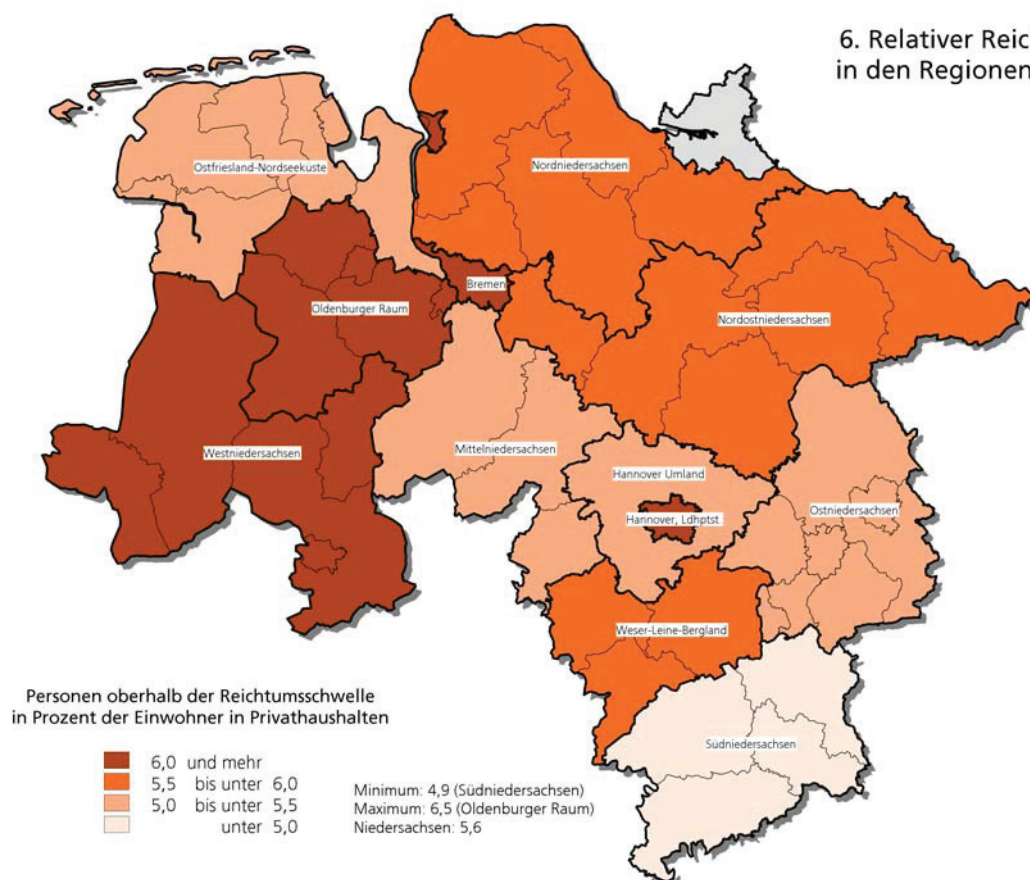 6. Relativer Reic
in den Regionen
Ostfriesland-Nordseeküste
Nordniedersachsen
Bremen
Oldenburger Raum
Nordostniedersachsen
Westniedersachsen
Mittelniedersachsen
Hannover Umland
Hannover, Ldhptst.
Ostniedersachsen
Weser-Leine-Bergland
Südniedersachsen
Personen oberhalb der Reichtumsschwelle
in Prozent der Einwohner in Privathaushalten
6,0 und mehr
5,5 bis unter 6,0
5,0 bis unter 5,5
unter 5,0
Minimum: 4,9 (Südniedersachsen)
Maximum: 6,5 (Oldenburger Raum)
Niedersachsen: 5,6